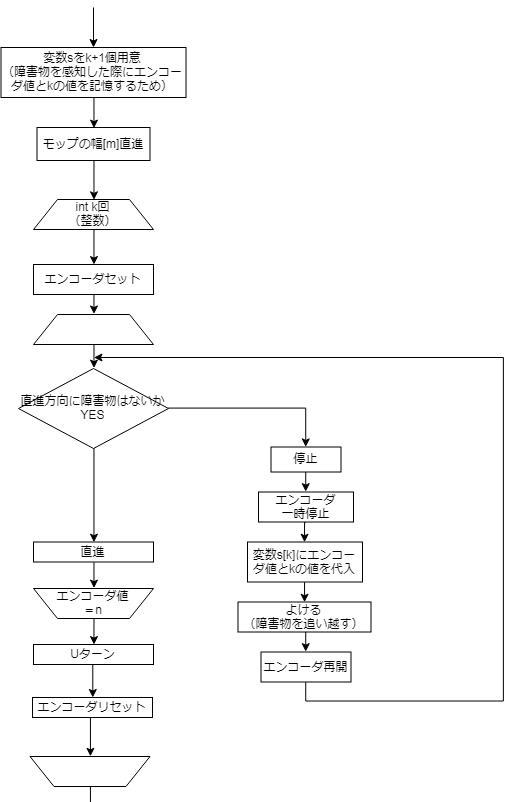 変数sをk+1個用意
（障害物を感知した際にエンコー
ダ値とkの値を記憶するため）
モップの幅[m]直進
int k回
（整数）
エンコーダセット
直進方向に障害物はないか
YES
直進
エンコーダ値
＝n
Uターン
エンコーダリセット
停止
エンコーダ
一時停止
変数s[k]にエンコー
ダ値とkの値を代入
よける
（障害物を追い越す）
エンコーダ再開